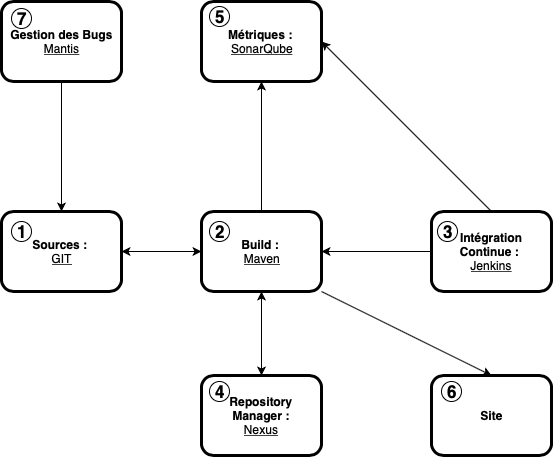 7
Gestion des Bugs
Mantis
5
Métriques :
SonarQube
1
Sources :
GIT
2
Build :
Maven
3
Intégration
Continue :
Jenkins
4
Repository
Manager :
Nexus
6
Site